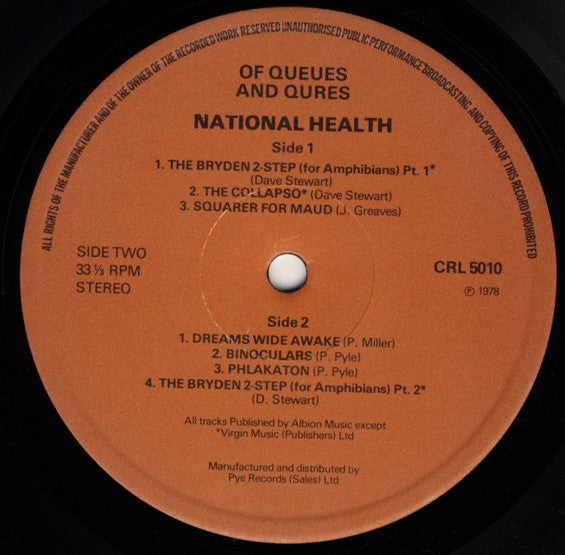 ALL RIGHTS OF THE MANUFACTURER AND OF THE OWNER OF THE RECORDED WORK RESERVED UNAUTHORISED PUBLIC PERFORMANCE BROADCASTING AND COPYING OF THIS RECORD PROHIBITED
OF QUEUES
AND QURES
NATIONAL HEALTH
Side 1
1. THE BRYDEN 2-STEP (for Amphibians) Pt. 1*
(Dave Stewart)
2. THE COLLAPSO* (Dave Stewart)
3. SQUARER FOR MAUD (J. Greaves)
SIDE TWO
33 ⅓ RPM
STEREO
CRL 5010
℗ 1978
Side 2
1. DREAMS WIDE AWAKE (P. Miller)
2. BINOCULARS (P. Pyle)
3. PHLAKATON (P. Pyle)
4. THE BRYDEN 2-STEP (for Amphibians) Pt. 2*
(D. Stewart)
All tracks Published by Albion Music except
*Virgin Music (Publishers) Ltd
Manufactured and distributed by
Pye Records (Sales) Ltd